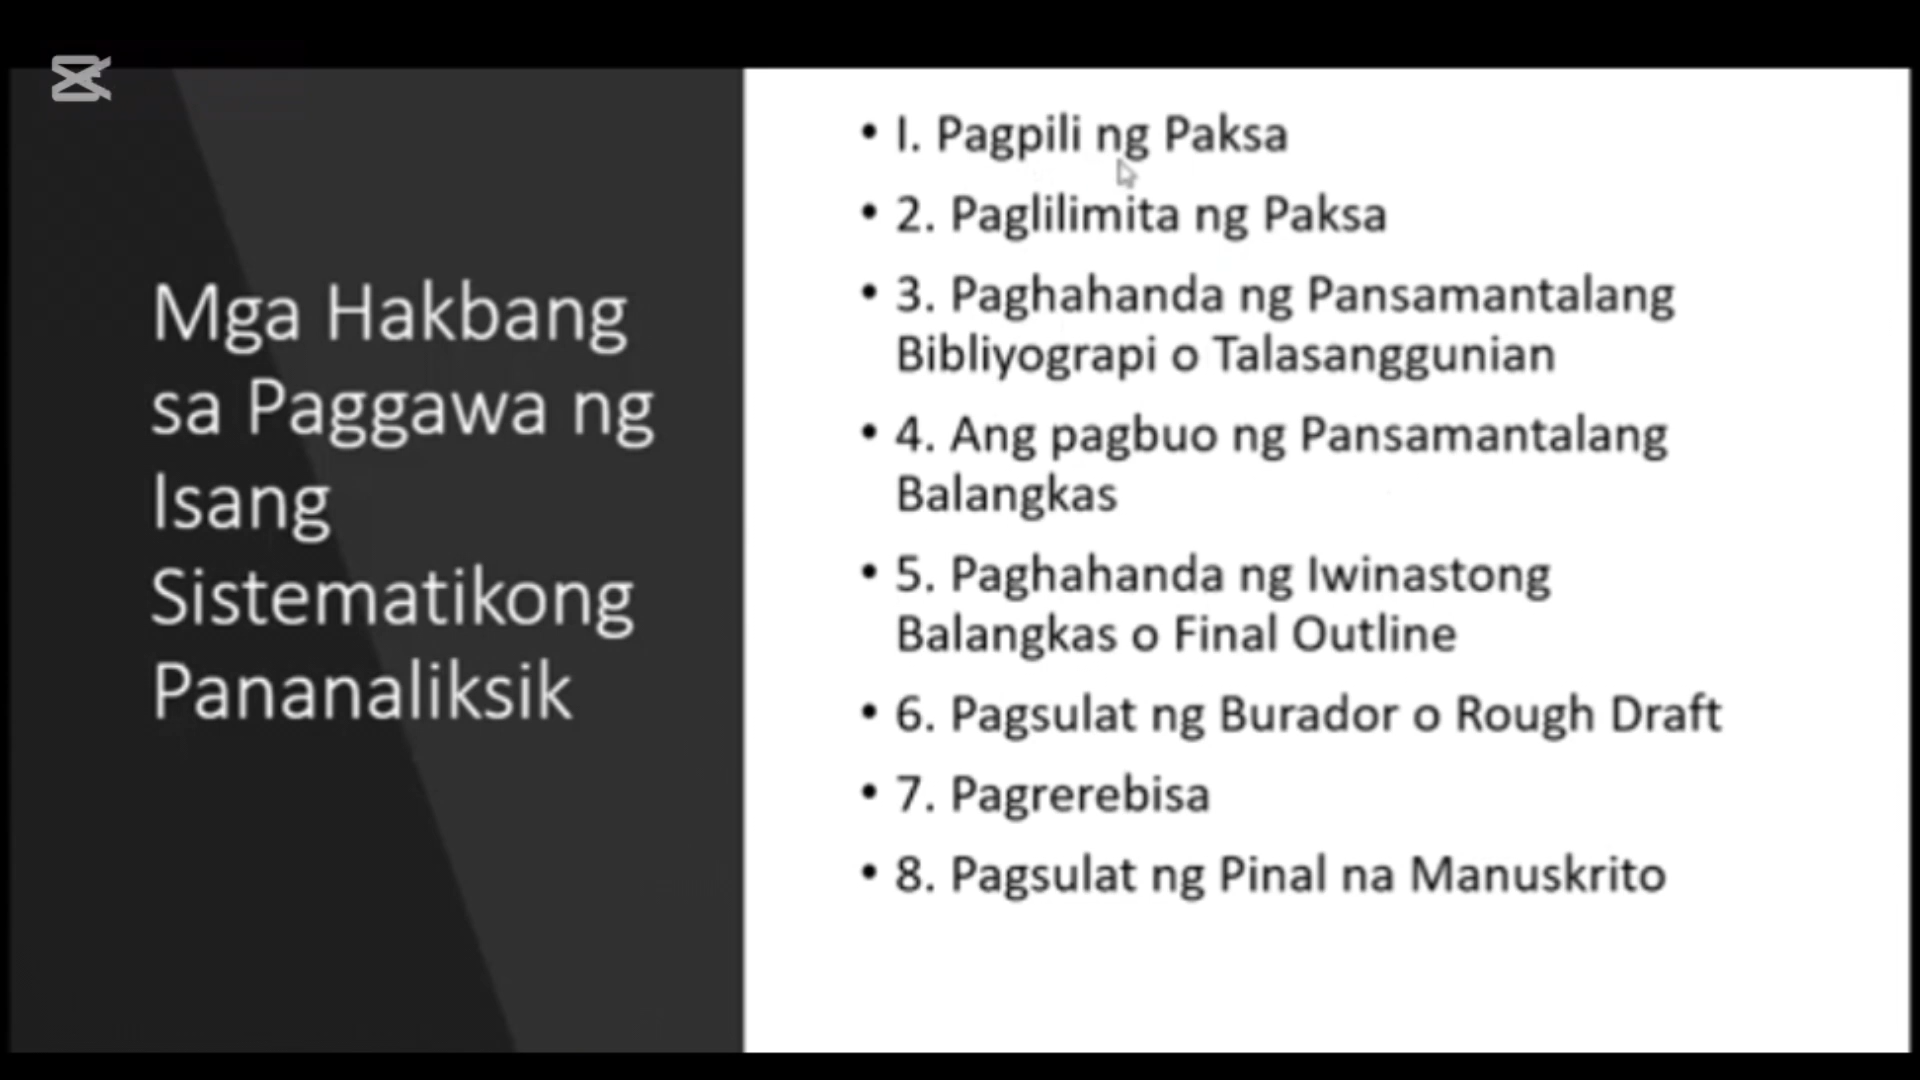 Mga Hakbang
sa Paggawa ng
Isang
Sistematikong
Pananaliksik
• I. Pagpili ng Paksa
• 2. Paglilimita ng Paksa
• 3. Paghahanda ng Pansamantalang
Bibliyograpi o Talasanggunian
• 4. Ang pagbuo ng Pansamantalang
Balangkas
• 5. Paghahanda ng Iwinastong
Balangkas o Final Outline
• 6. Pagsulat ng Burador o Rough Draft
• 7. Pagrerebisa
• 8. Pagsulat ng Pinal na Manuskrito